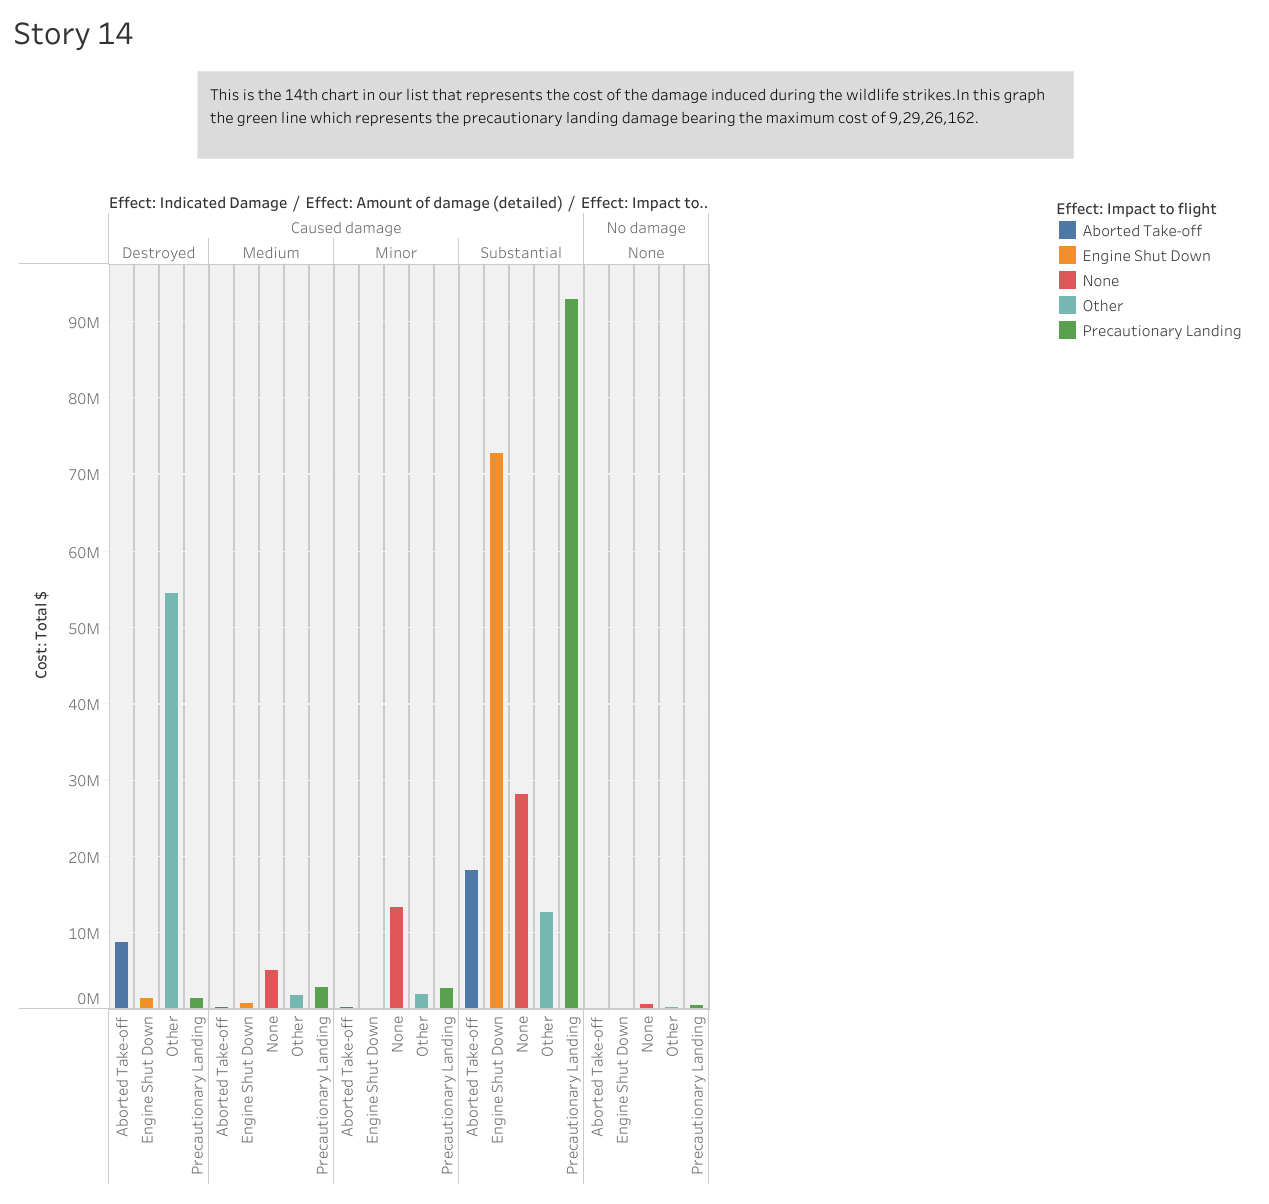 Story 14
This is the 14th chart in our list that represents the cost of the damage induced during the wildlife strikes.In this graph
the green line which represents the precautionary landing damage bearing the maximum cost of 9,29,26,162.
Effect: Indicated Damage / Effect: Amount of damage (detailed) / Effect: Impact to..
Caused damage
No damage
Destroyed
Medium
Minor
Substantial
None
Effect: Impact to flight
Aborted Take-off
Engine Shut Down
None
Other
Precautionary Landing
Cost: Total $
90M
80M
70M
60M
50M
40M
30M
20M
10M
0M
Aborted Take-off
Engine Shut Down
Other
Precautionary Landing
Aborted Take-off
Engine Shut Down
None
Other
Precautionary Landing
Aborted Take-off
Engine Shut Down
None
Other
Precautionary Landing
Aborted Take-off
Engine Shut Down
None
Other
Precautionary Landing
Aborted Take-off
Engine Shut Down
None
Other
Precautionary Landing